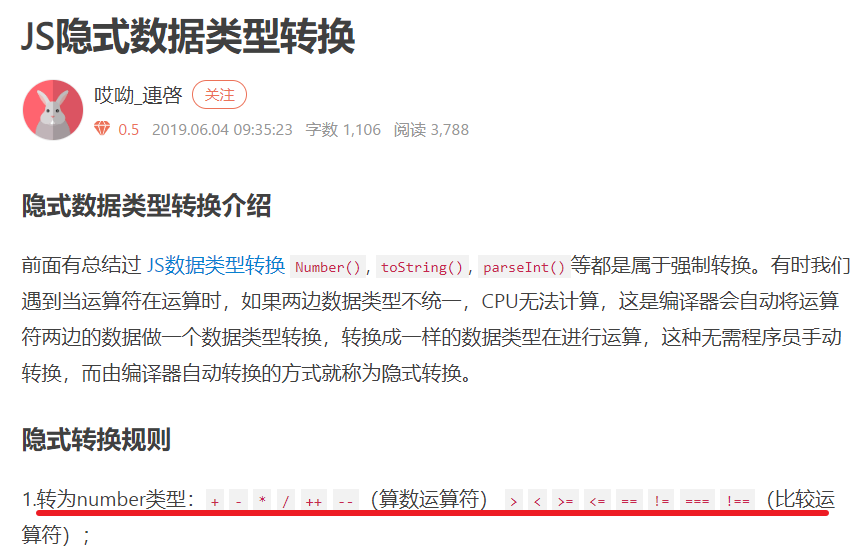 JS隐式数据类型转换
哎呦_逋啓 关注
0.5 2019.06.04 09:35:23 字数 1,106 阅读 3,788
隐式数据类型转换介绍
前面有总结过 JS数据类型转换 Number(), toString(), parseInt()等都是属于强制转换。有时我们
遇到当运算符在运算时，如果两边数据类型不统一，CPU无法计算，这是编译器会自动将运算
符两边的数据做一个数据类型转换，转换成一样的数据类型在进行运算，这种无需程序员手动
转换，而由编译器自动转换的方式就称为隐式转换。
隐式转换规则
1.转为number类型： + - * / ++ --（算数运算符） > < >= <= == != === !==（比较运
算符）；